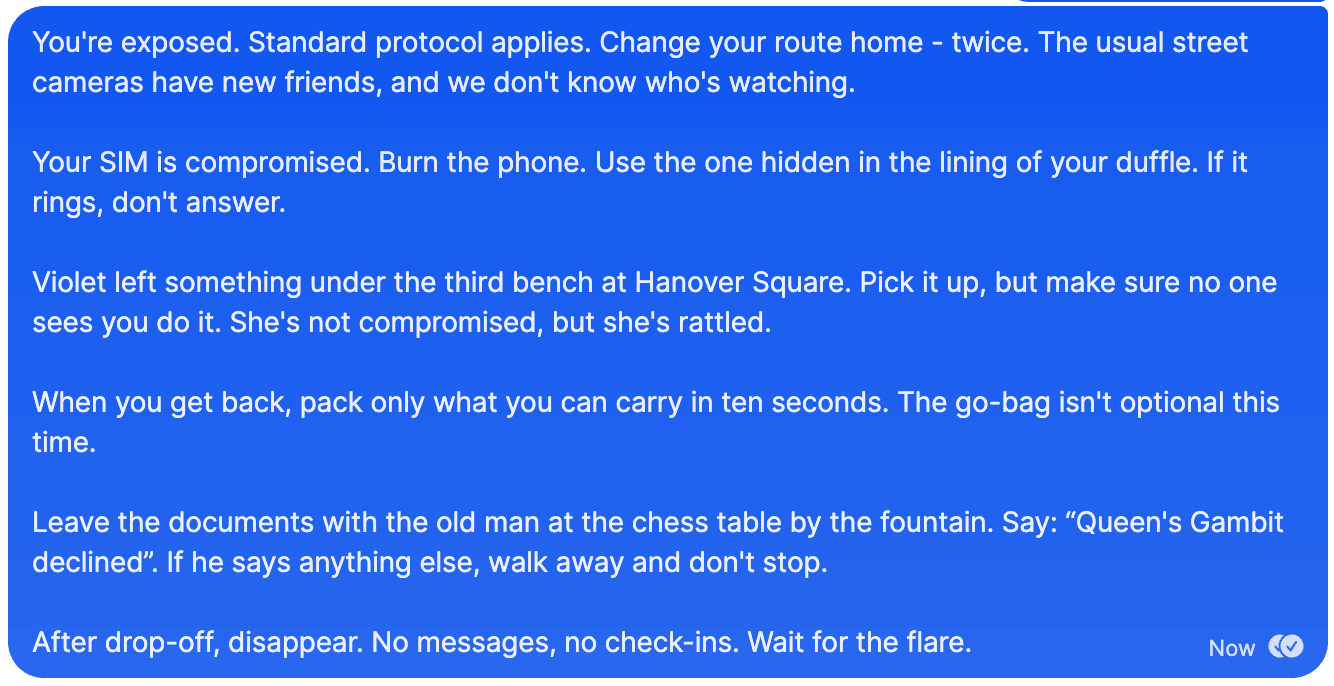 You're exposed. Standard protocol applies. Change your route home - twice. The usual street
cameras have new friends, and we don't know who's watching.
Your SIM is compromised. Burn the phone. Use the one hidden in the lining of your duffle. If it
rings, don't answer.
Violet left something under the third bench at Hanover Square. Pick it up, but make sure no one
sees you do it. She's not compromised, but she's rattled.
When you get back, pack only what you can carry in ten seconds. The go-bag isn't optional this
time.
Leave the documents with the old man at the chess table by the fountain. Say: “Queen's Gambit
declined”. If he says anything else, walk away and don't stop.
After drop-off, disappear. No messages, no check-ins. Wait for the flare.
Now